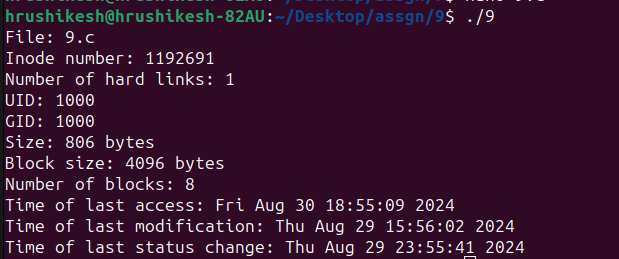 hrushikesh@hrushikesh-82AU:~/Desktop/assgn/9$ ./9
File: 9.c
Inode number: 1192691
Number of hard links: 1
UID: 1000
GID: 1000
Size: 806 bytes
Block size: 4096 bytes
Number of blocks: 8
Time of last access: Fri Aug 30 18:55:09 2024
Time of last modification: Thu Aug 29 15:56:02 2024
Time of last status change: Thu Aug 29 23:55:41 2024